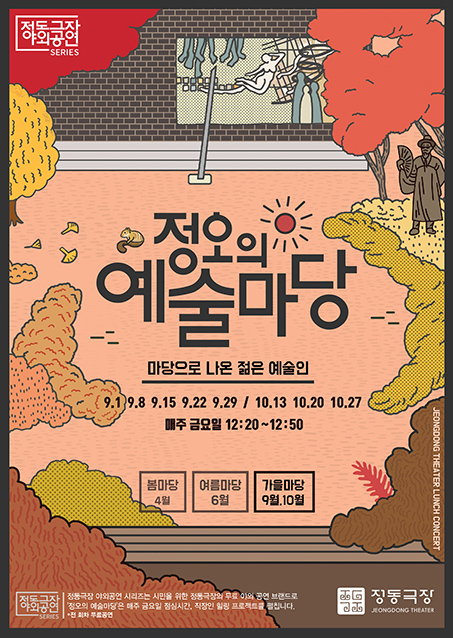 정동극장
야외공연
SERIES
정오의
예술마당
마당으로 나온 젊은 예술인
9.1 9.8 9.15 9.22 9.29 / 10.13 10.20 10.27
매주 금요일 12:20~12:50
봄마당
4월
여름마당
6월
가을마당
9월,10월
JEONGDONG THEATER LUNCH CONCERT
정동극장
야외공연
SERIES
정동극장 야외공연 시리즈는 시민을 위한 정동극장의 무료 야외 공연 브랜드로
'정오의 예술마당'은 매주 금요일 점심시간, 직장인 힐링 프로젝트를 펼칩니다.
*전 회차 무료공연
정동극장
JEONGDONG THEATER